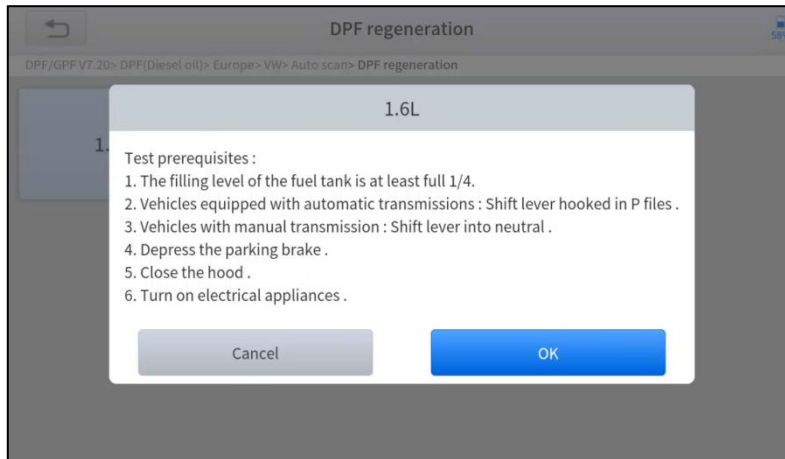 DPF regeneration
58%
DPF/GPF V7.20> DPF(Diesel oil)> Europe> VW> Auto scan> DPF regeneration
1.6L
1.
Test prerequisites :
1. The filling level of the fuel tank is at least full 1/4.
2. Vehicles equipped with automatic transmissions : Shift lever hooked in P files .
3. Vehicles with manual transmission : Shift lever into neutral .
4. Depress the parking brake .
5. Close the hood .
6. Turn on electrical appliances .
Cancel
OK